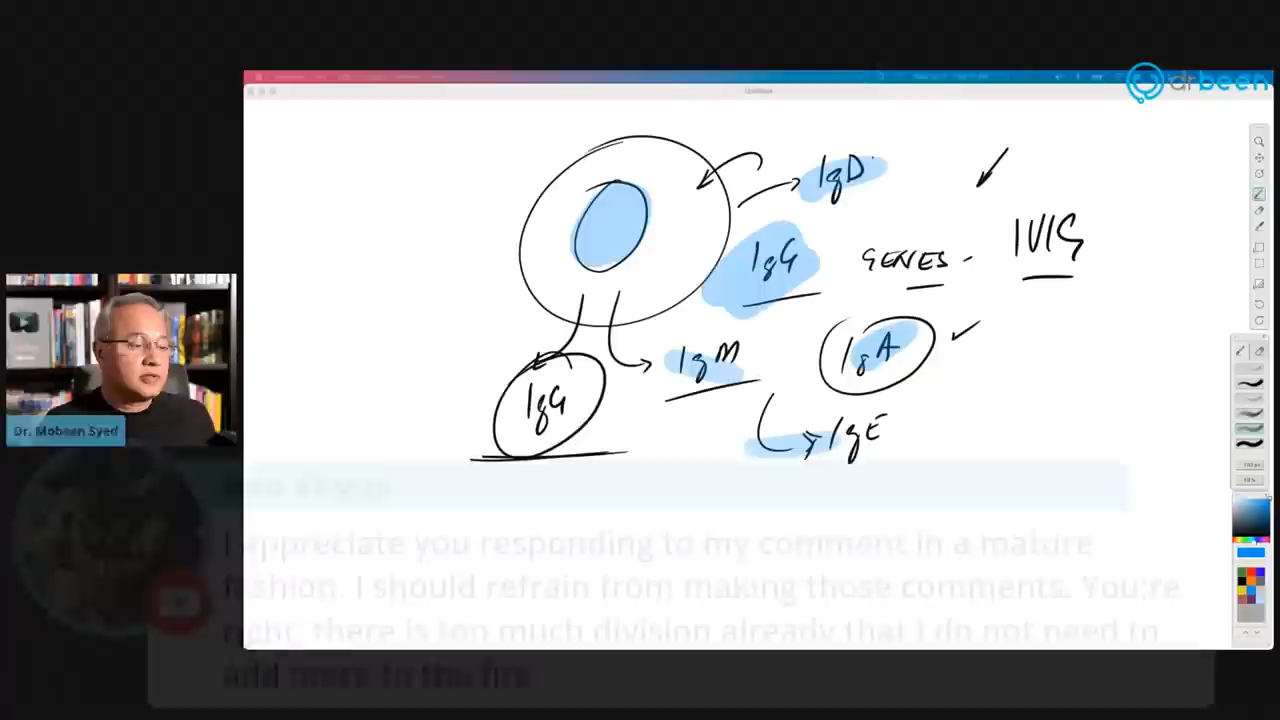 drbeen
IgD
IgG
GENES -
IVIG
IgM
IgA
IgG
IgE
Dr. Mobeen Syed
I appreciate you responding to my comment in a mature
fashion. I should refrain from making those comments. You;re
right, there is too much division already that I do not need to
add more to the fire